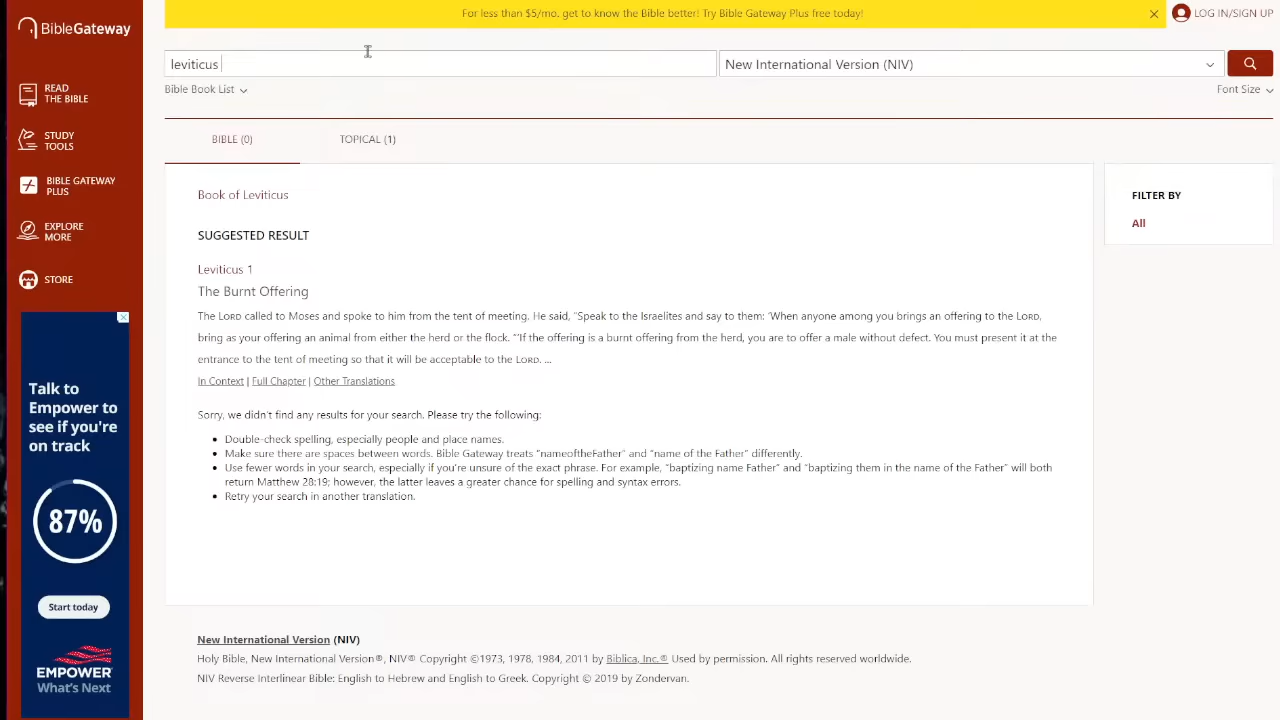 For less than $5/mo. get to know the Bible better! Try Bible Gateway Plus free today!
LOG IN/SIGN UP
BibleGateway
leviticus
New International Version (NIV)
Bible Book List
Font Size
READ
THE BIBLE
STUDY
TOOLS
BIBLE GATEWAY
PLUS
EXPLORE
MORE
STORE
BIBLE (0)
TOPICAL (1)
Book of Leviticus
SUGGESTED RESULT
Leviticus 1
The Burnt Offering
The LORD called to Moses and spoke to him from the tent of meeting. He said, "Speak to the Israelites and say to them: 'When anyone among you brings an offering to the LORD,
bring as your offering an animal from either the herd or the flock. "'If the offering is a burnt offering from the herd, you are to offer a male without defect. You must present it at the
entrance to the tent of meeting so that it will be acceptable to the LORD. ...
In Context | Full Chapter | Other Translations
Sorry, we didn't find any results for your search. Please try the following:
Double-check spelling, especially people and place names.
Make sure there are spaces between words. Bible Gateway treats "nameoftheFather" and "name of the Father" differently.
Use fewer words in your search, especially if you're unsure of the exact phrase. For example, "baptizing name Father" and "baptizing them in the name of the Father" will both
return Matthew 28:19; however, the latter leaves a greater chance for spelling and syntax errors.
Retry your search in another translation.
FILTER BY
All
Talk to
Empower to
see if you're
on track
87%
Start today
EMPOWER
What's Next
New International Version (NIV)
Holy Bible, New International Version®, NIV® Copyright ©1973, 1978, 1984, 2011 by Biblica, Inc.® Used by permission. All rights reserved worldwide.
NIV Reverse Interlinear Bible: English to Hebrew and English to Greek. Copyright © 2019 by Zondervan.